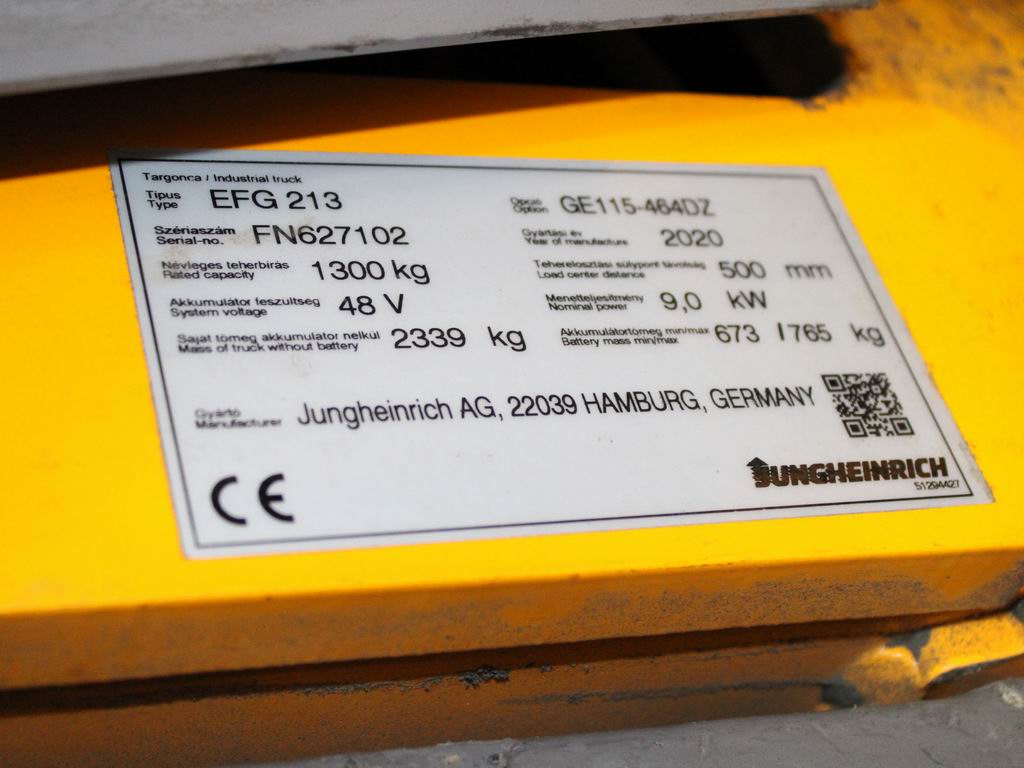 Targonca / Industrial truck
Típus
Type EFG 213
Opció
Option GE115-464DZ
Szériaszám
Serial-no. FN627102
Gyártási év
Year of manufacture 2020
Névleges teherbírás
Rated capacity 1300 kg
Teherelosztási súlypont távolság
Load center distance 500 mm
Akkumulátor feszultseg
System voltage 48 V
Menetteljesítmény
Nominal power 9,0 kW
Saját tömeg akkumulátor nelkül
Mass of truck without battery 2339 kg
Akkumulátortömeg min/max
Battery mass min/max 673 / 765 kg
Gyártó
Manufacturer Jungheinrich AG, 22039 HAMBURG, GERMANY
CE
JUNGHEINRICH
51294427